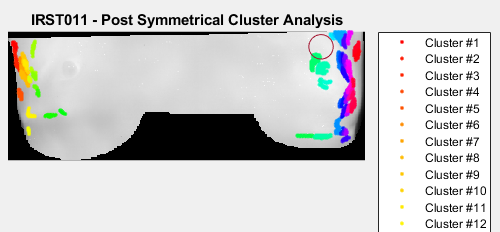 IRST011 - Post Symmetrical Cluster Analysis
Cluster #1
Cluster #2
Cluster #3
Cluster #4
Cluster #5
Cluster #6
Cluster #7
Cluster #8
Cluster #9
Cluster #10
Cluster #11
Cluster #12